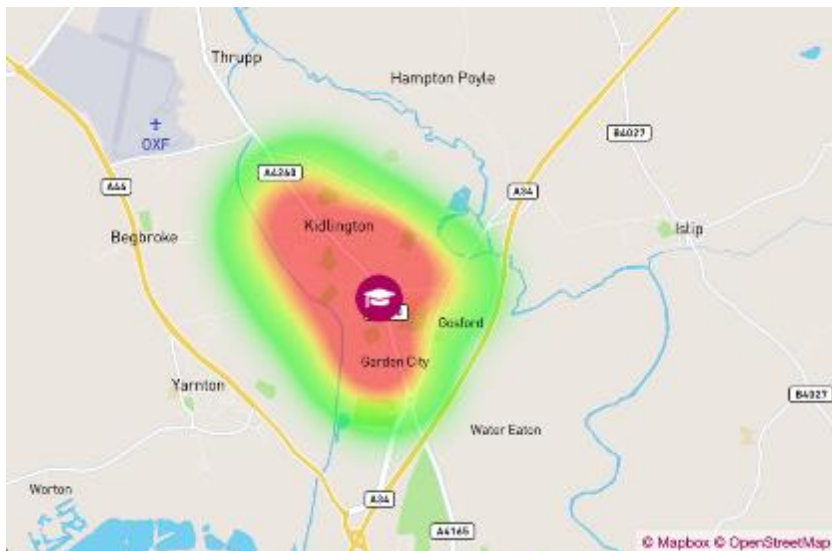 Thrupp
Hampton Poyle
OXF
B4027
A4260
A44
A34
Kidlington
Begbroke
Islip
Gosford
Garden City
Yarnton
B4027
Water Eaton
Worton
A34
A4165
© Mapbox © OpenStreetMap